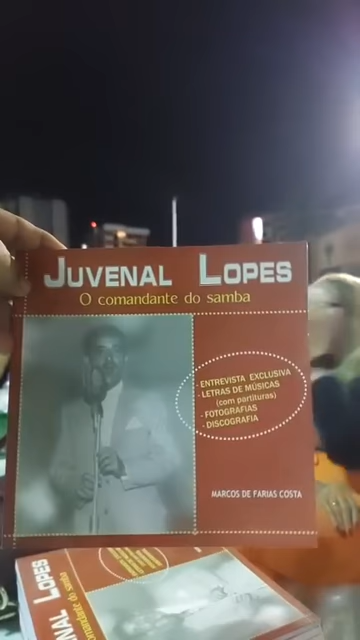 JUVENAL LOPES
O comandante do samba
- ENTREVISTA EXCLUSIVA
- LETRAS DE MÚSICAS
(com partituras)
- FOTOGRAFIAS
- DISCOGRAFIA
MARCOS DE FARIAS COSTA
NAL LOPES
comandante do samba